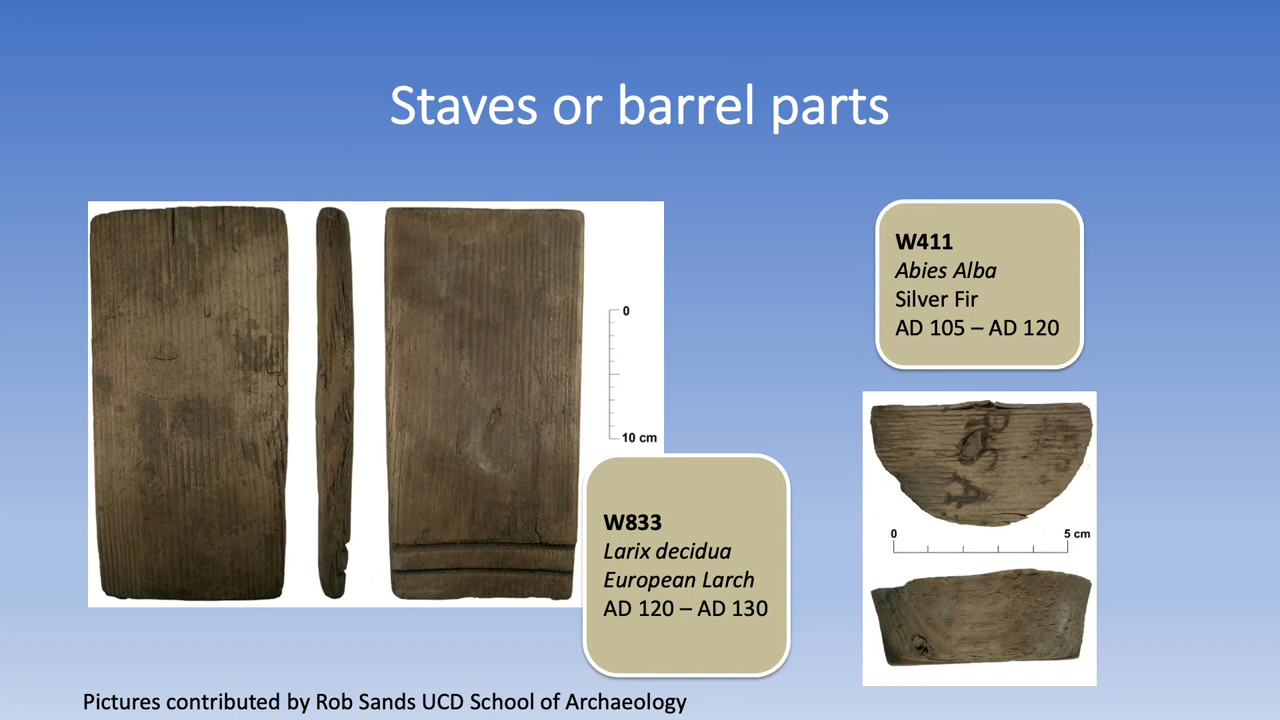 Staves or barrel parts
W411
Abies Alba
Silver Fir
AD 105 – AD 120
0
10 cm
W833
Larix decidua
European Larch
AD 120 – AD 130
RS
A
0
5 cm
Pictures contributed by Rob Sands UCD School of Archaeology